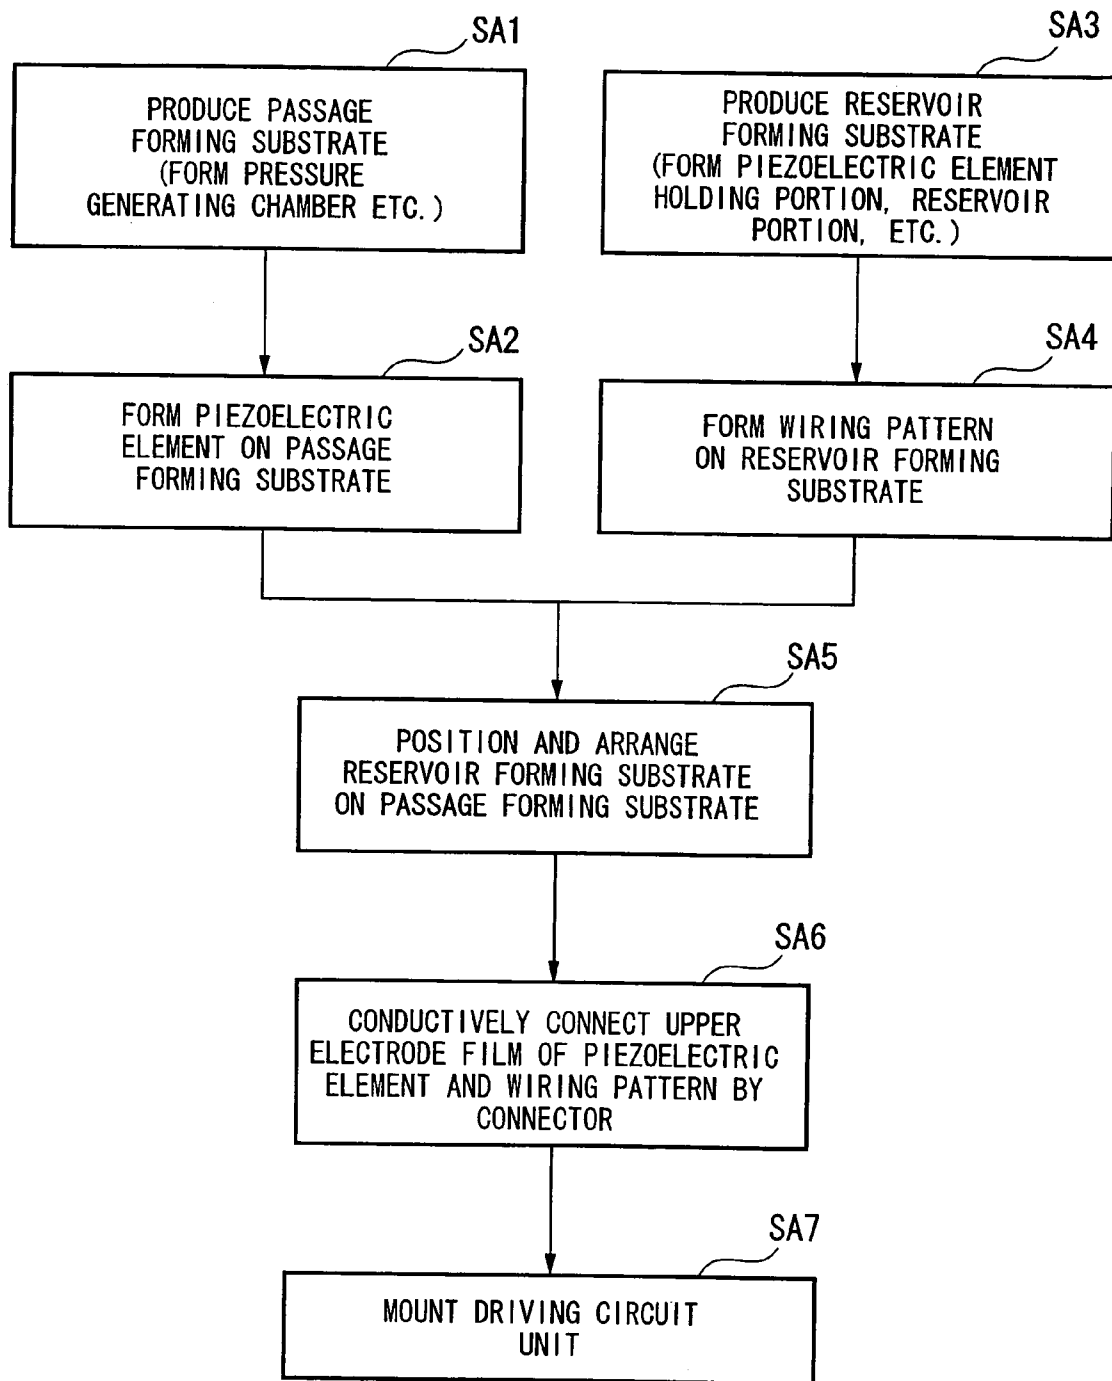 SA1
PRODUCE PASSAGE
FORMING SUBSTRATE
(FORM PRESSURE
GENERATING CHAMBER ETC.)
SA3
PRODUCE RESERVOIR
FORMING SUBSTRATE
(FORM PIEZOELECTRIC ELEMENT
HOLDING PORTION, RESERVOIR
PORTION, ETC.)
SA2
FORM PIEZOELECTRIC
ELEMENT ON PASSAGE
FORMING SUBSTRATE
SA4
FORM WIRING PATTERN
ON RESERVOIR FORMING
SUBSTRATE
SA5
POSITION AND ARRANGE
RESERVOIR FORMING SUBSTRATE
ON PASSAGE FORMING SUBSTRATE
SA6
CONDUCTIVELY CONNECT UPPER
ELECTRODE FILM OF PIEZOELECTRIC
ELEMENT AND WIRING PATTERN BY
CONNECTOR
SA7
MOUNT DRIVING CIRCUIT
UNIT